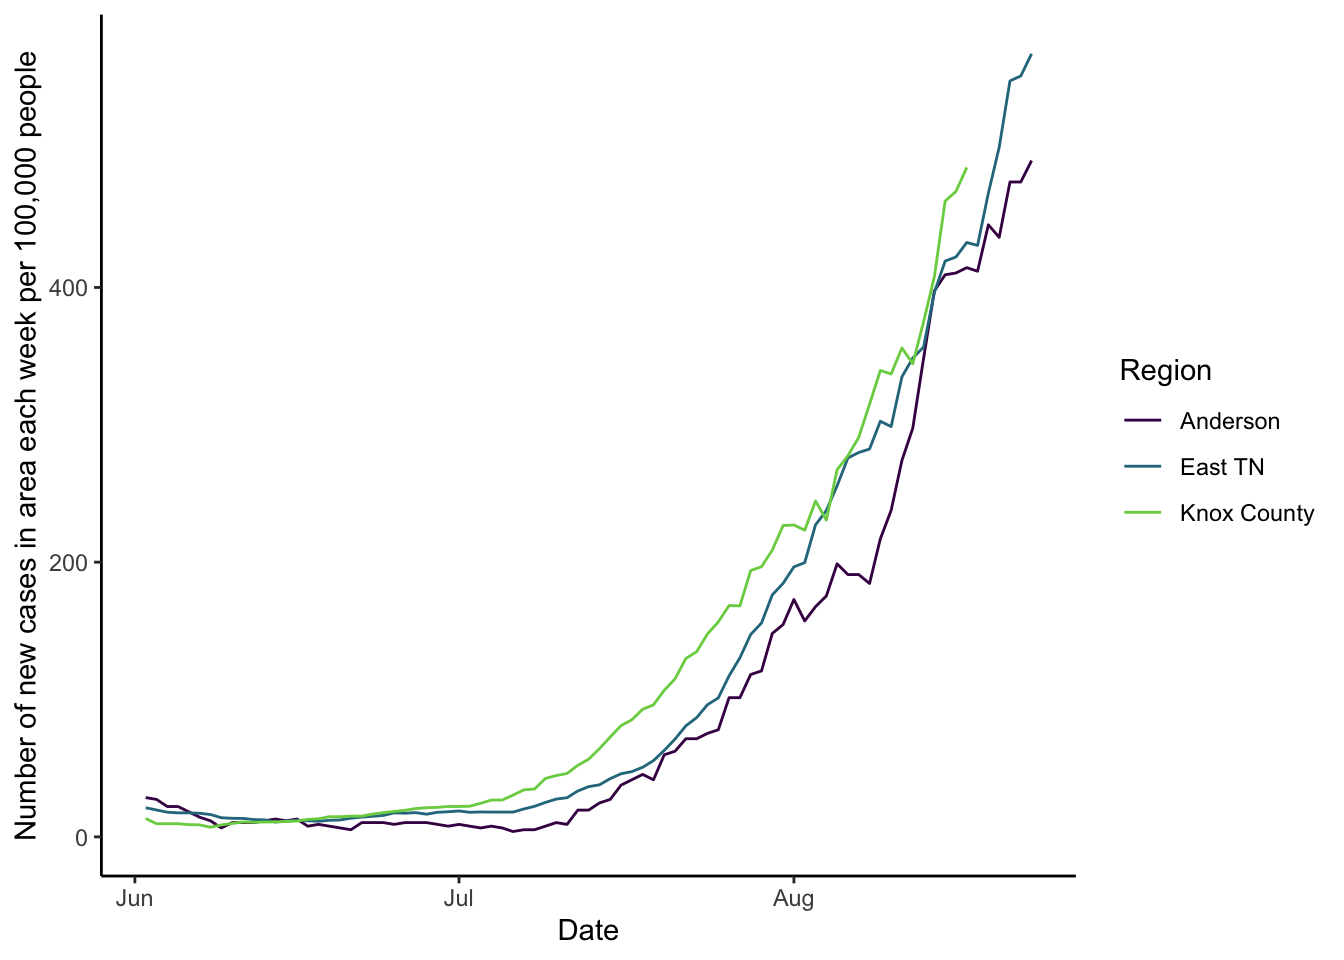 Number of new cases in area each week per 100,000 people
400
200
0
Jun
Jul
Aug
Date
Region
Anderson
East TN
Knox County